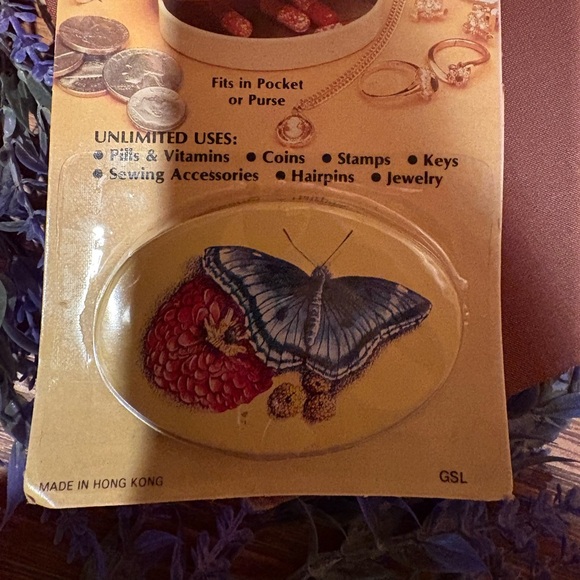 Fits in Pocket
or Purse
UNLIMITED USES:
• Pills & Vitamins • Coins • Stamps • Keys
• Sewing Accessories • Hairpins • Jewelry
MADE IN HONG KONG
GSL